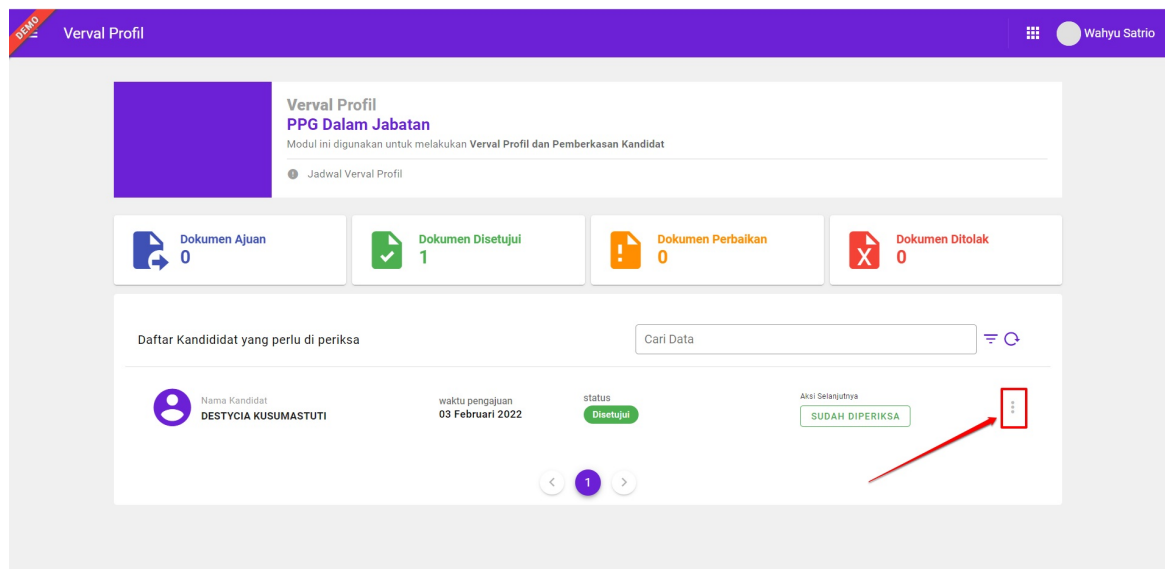 DEMO
Verval Profil
Wahyu Satrio
Verval Profil
PPG Dalam Jabatan
Modul ini digunakan untuk melakukan Verval Profil dan Pemberkasan Kandidat
Jadwal Verval Profil
Dokumen Ajuan
0
Dokumen Disetujui
1
Dokumen Perbaikan
0
Dokumen Ditolak
0
Daftar Kandididat yang perlu di periksa
Cari Data
Nama Kandidat
DESTYCIA KUSUMASTUTI
waktu pengajuan
03 Februari 2022
status
Disetujui
Aksi Selanjutnya
SUDAH DIPERIKSA
1